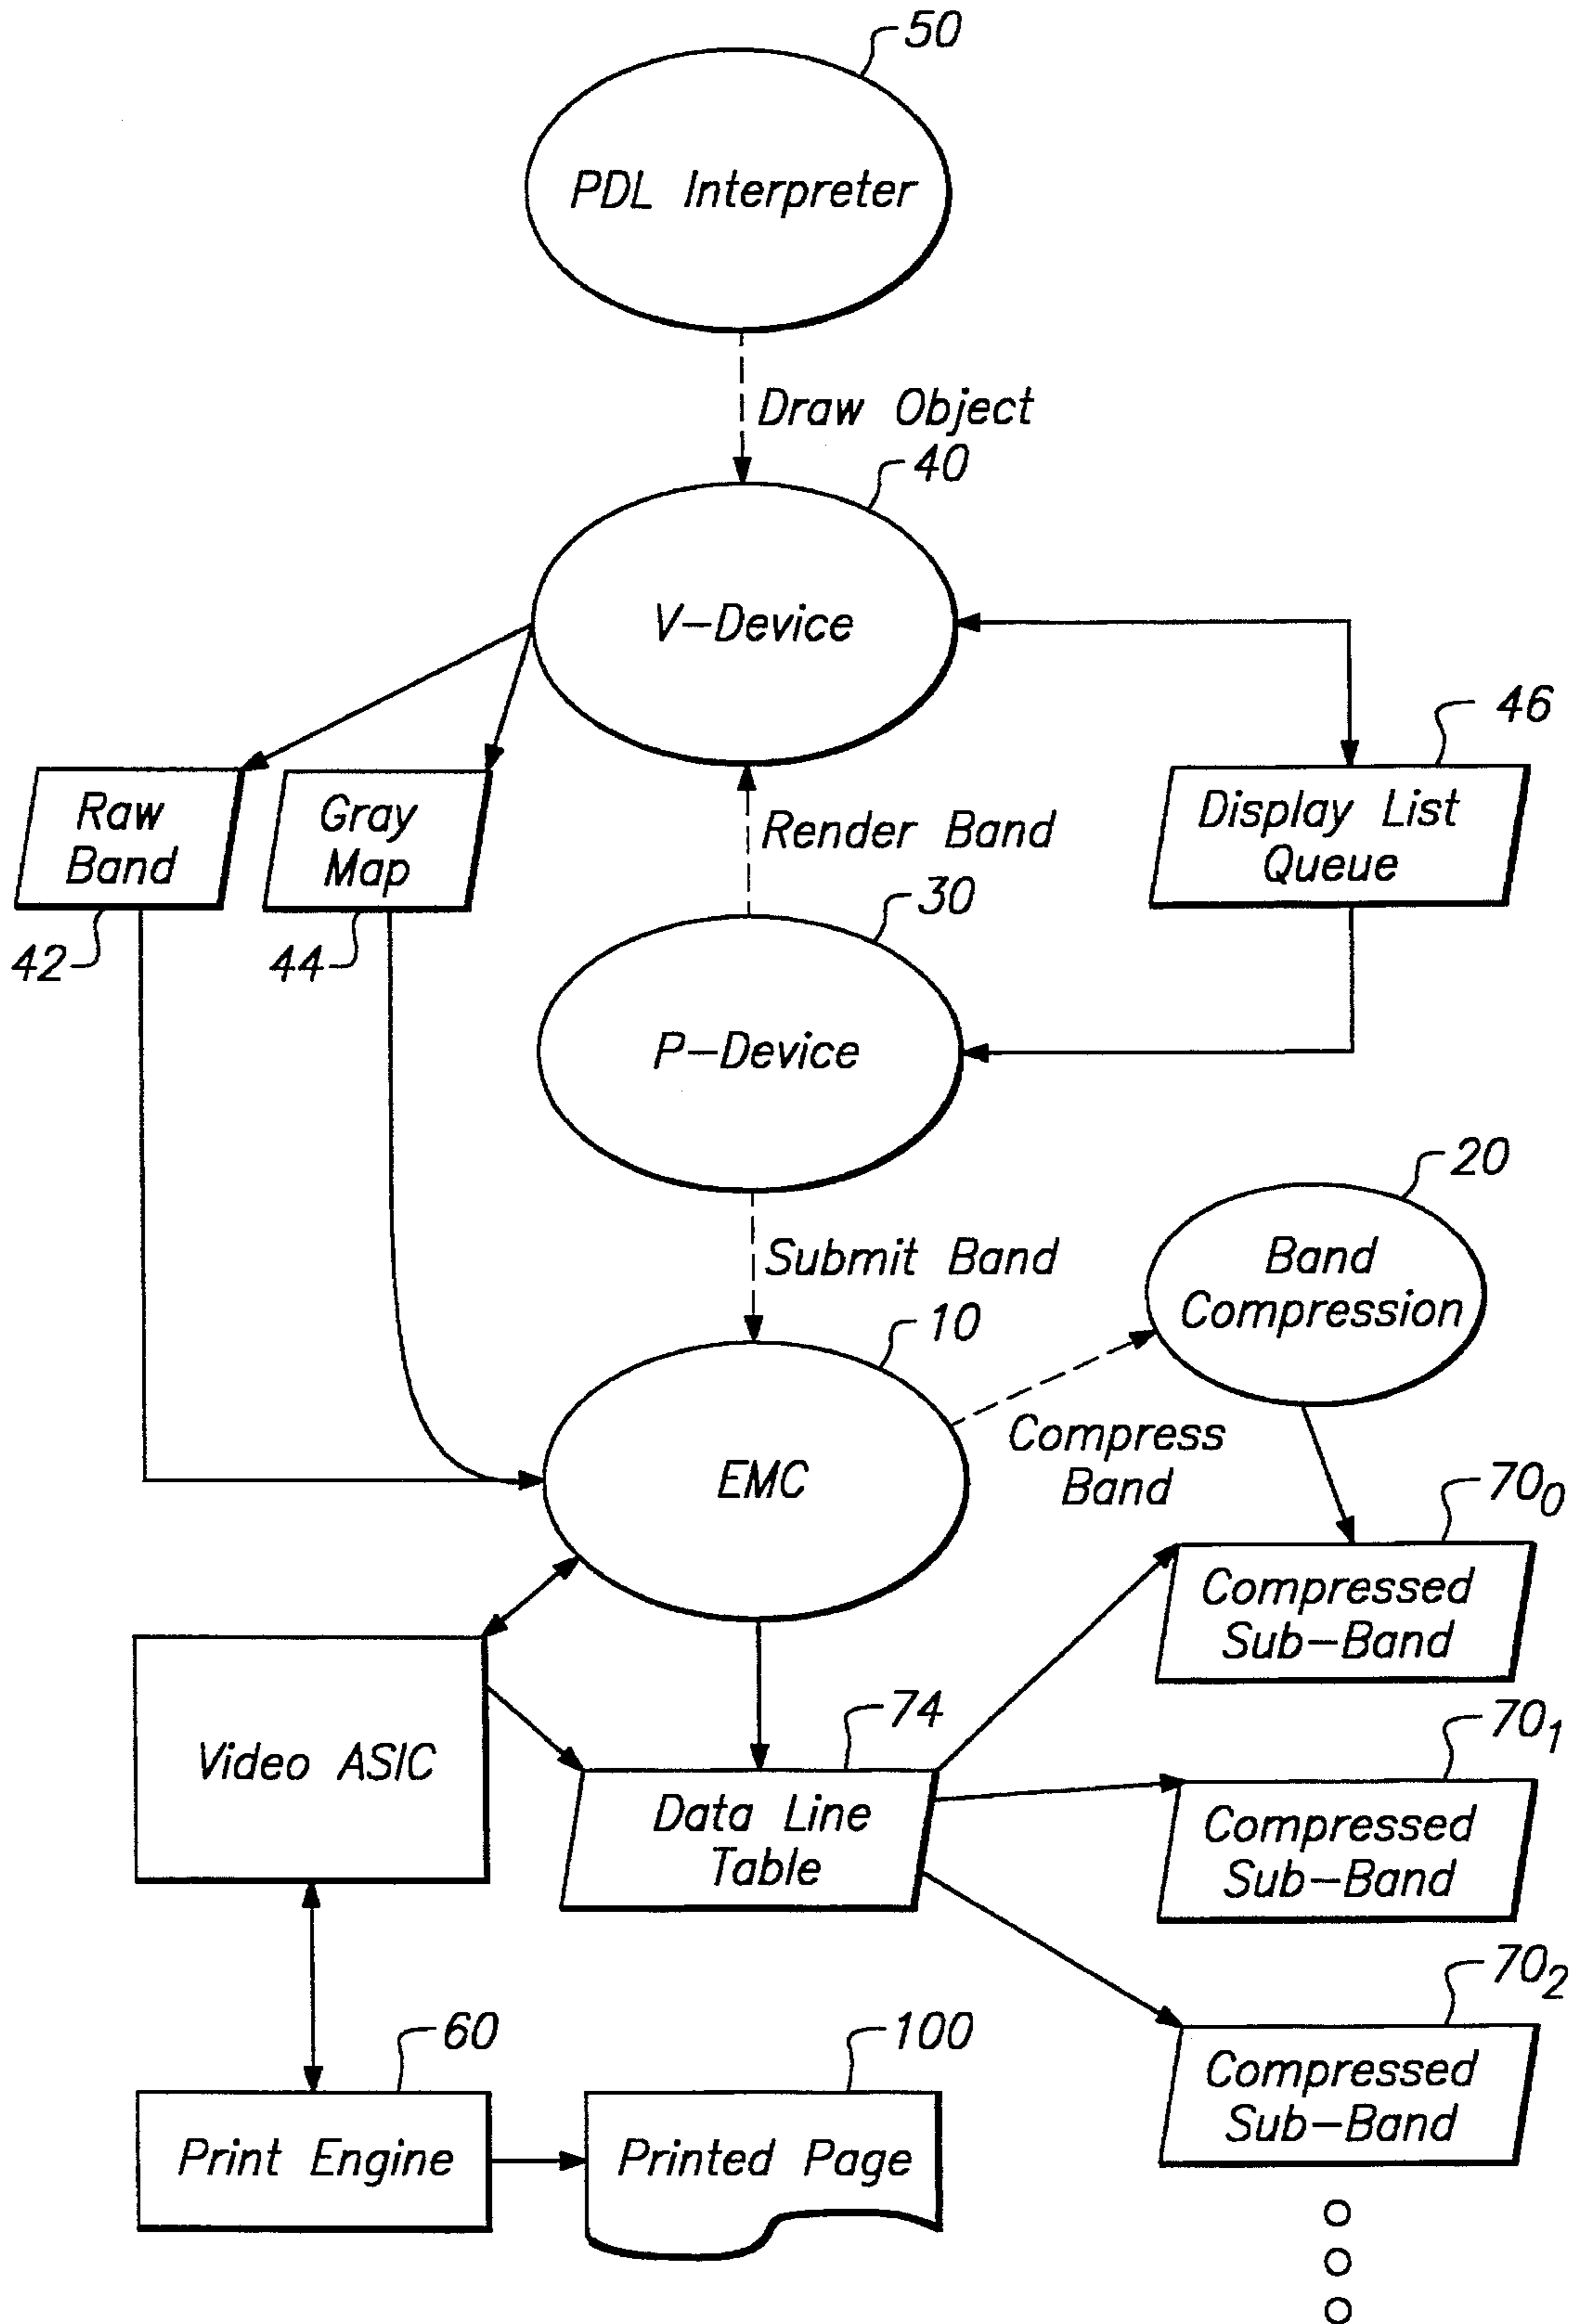 50
PDL Interpreter
Draw Object
40
V-Device
46
Raw
Band
Gray
Map
Render Band
Display List
Queue
42
44
30
P-Device
20
Submit Band
Band
Compression
10
EMC
Compress
Band
70₀
Compressed
Sub-Band
70₁
74
Video ASIC
Data Line
Table
Compressed
Sub-Band
70₂
60
100
Compressed
Sub-Band
Print Engine
Printed Page